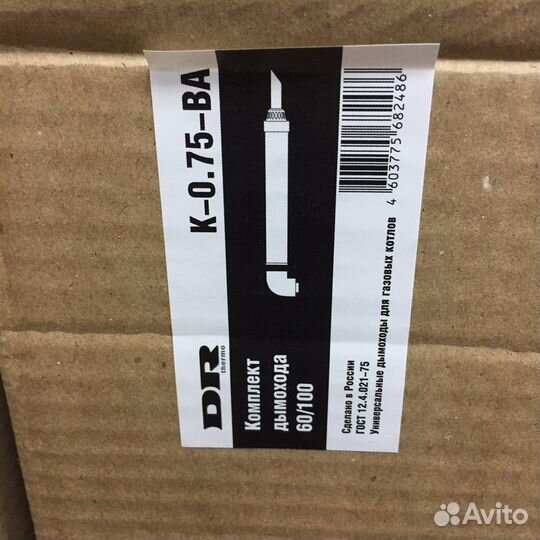 DR
thermo
K-0.75-BA
Комплект
дымохода
60/100
4 603775 682486
Сделано в России
ГОСТ 12.4.021-75
Универсальные дымоходы для газовых котлов
Avito